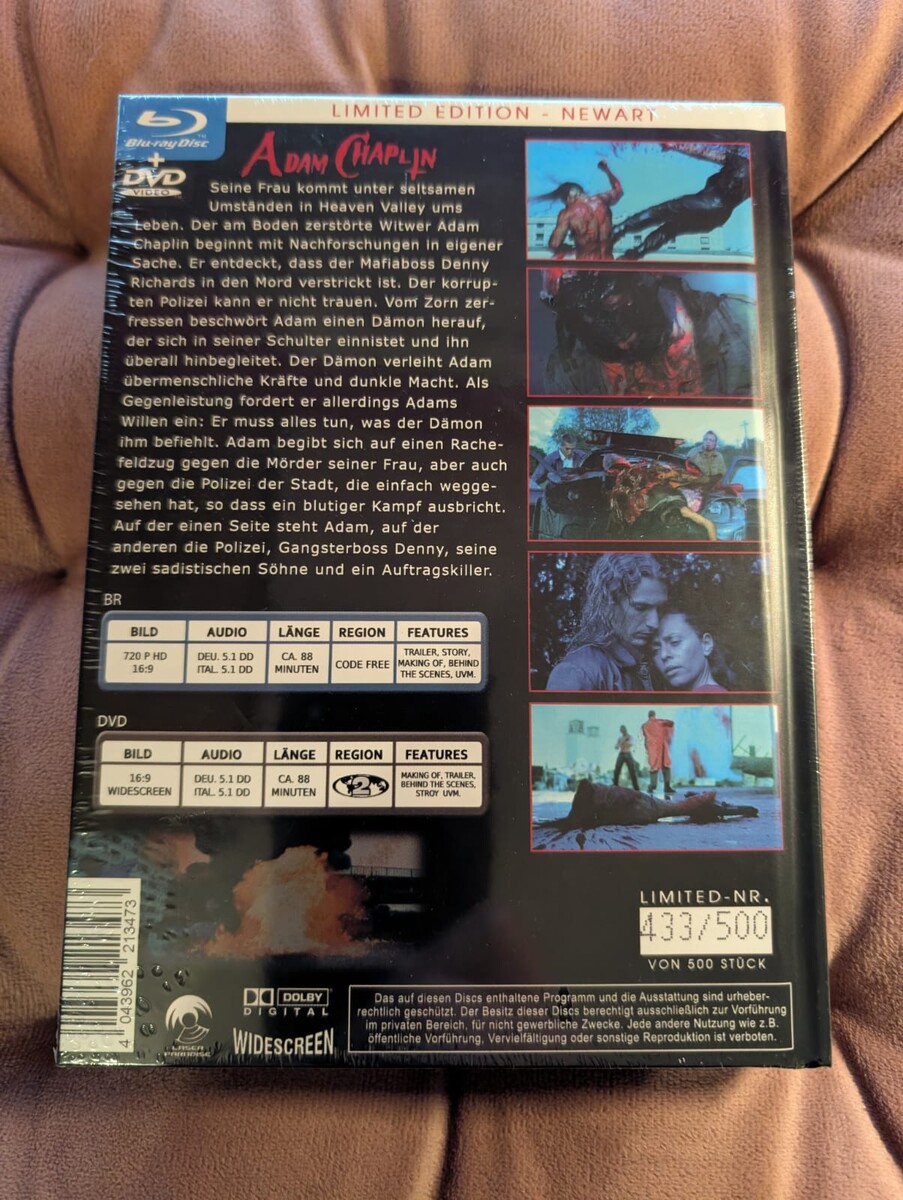 LIMITED EDITION - NEWART
Blu-ray Disc
+
DVD
VIDEO
ADAM CHAPLIN
Seine Frau kommt unter seltsamen
Umständen in Heaven Valley ums
Leben. Der am Boden zerstörte Witwer Adam
Chaplin beginnt mit Nachforschungen in eigener
Sache. Er entdeckt, dass der Mafiaboss Denny
Richards in den Mord verstrickt ist. Der korrup-
ten Polizei kann er nicht trauen. Vom Zorn zer-
fressen beschwört Adam einen Dämon herauf,
der sich in seiner Schulter einnistet und ihn
überall hinbegleitet. Der Dämon verleiht Adam
übermenschliche Kräfte und dunkle Macht. Als
Gegenleistung fordert er allerdings Adams
Willen ein: Er muss alles tun, was der Dämon
ihm befiehlt. Adam begibt sich auf einen Rache-
feldzug gegen die Mörder seiner Frau, aber auch
gegen die Polizei der Stadt, die einfach wegge-
sehen hat, so dass ein blutiger Kampf ausbricht.
Auf der einen Seite steht Adam, auf der
anderen die Polizei, Gangsterboss Denny, seine
zwei sadistischen Söhne und ein Auftragskiller.
BR
BILD AUDIO LÄNGE REGION FEATURES
720 P HD DEU. 5.1 DD CA. 88 CODE FREE TRAILER, STORY,
16:9 ITAL. 5.1 DD MINUTEN MAKING OF, BEHIND
THE SCENES, UVM.
DVD
BILD AUDIO LÄNGE REGION FEATURES
16:9 DEU. 5.1 DD CA. 88 2 MAKING OF, TRAILER,
WIDESCREEN ITAL. 5.1 DD MINUTEN BEHIND THE SCENES,
STROY UVM.
LIMITED-NR.
433/500
VON 500 STÜCK
4 043962 213473
LASER PARADISE
DOLBY
DIGITAL
WIDESCREEN
Das auf diesen Discs enthaltene Programm und die Ausstattung sind urheber-
rechtlich geschützt. Der Besitz dieser Discs berechtigt ausschließlich zur Vorführung
im privaten Bereich, für nicht gewerbliche Zwecke. Jede andere Nutzung wie z.B.
öffentliche Vorführung, Vervielfältigung oder sonstige Reproduktion ist verboten.